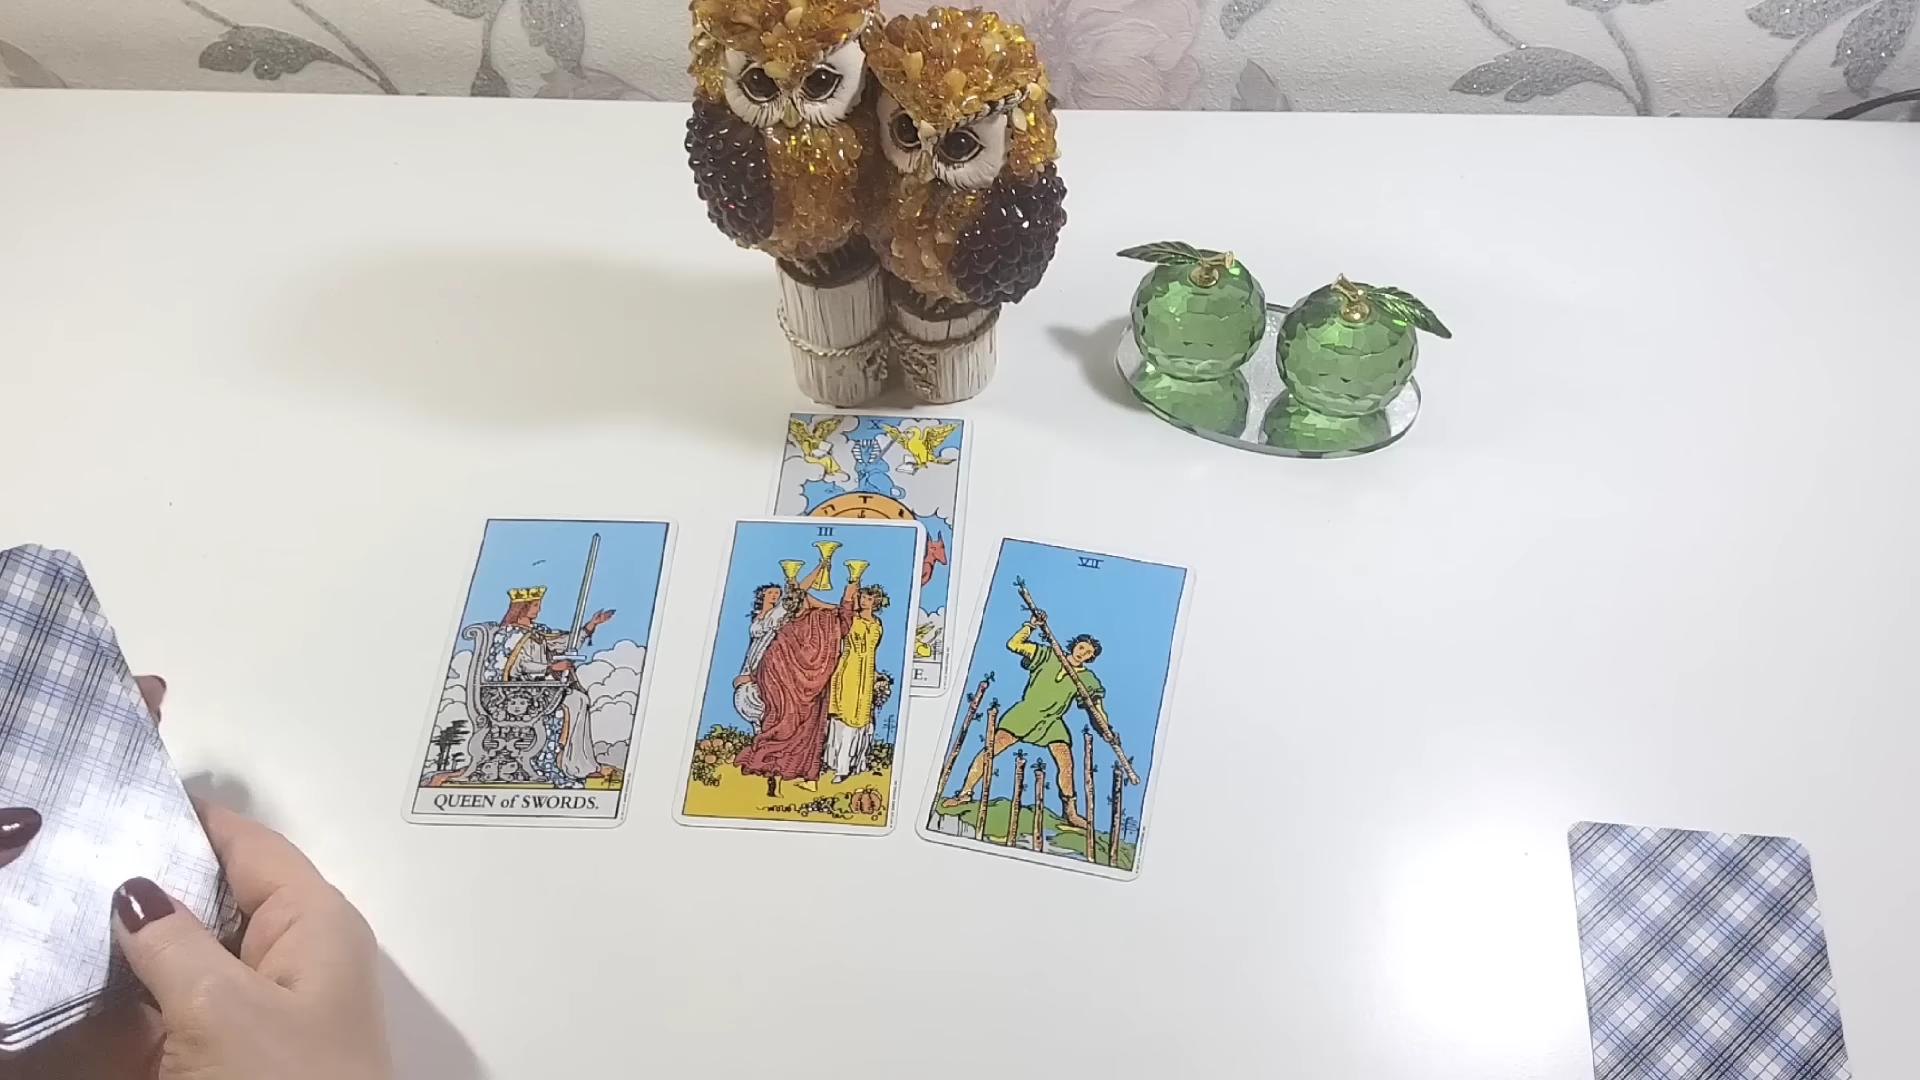 X
T
E.
III
VII
QUEEN of SWORDS.